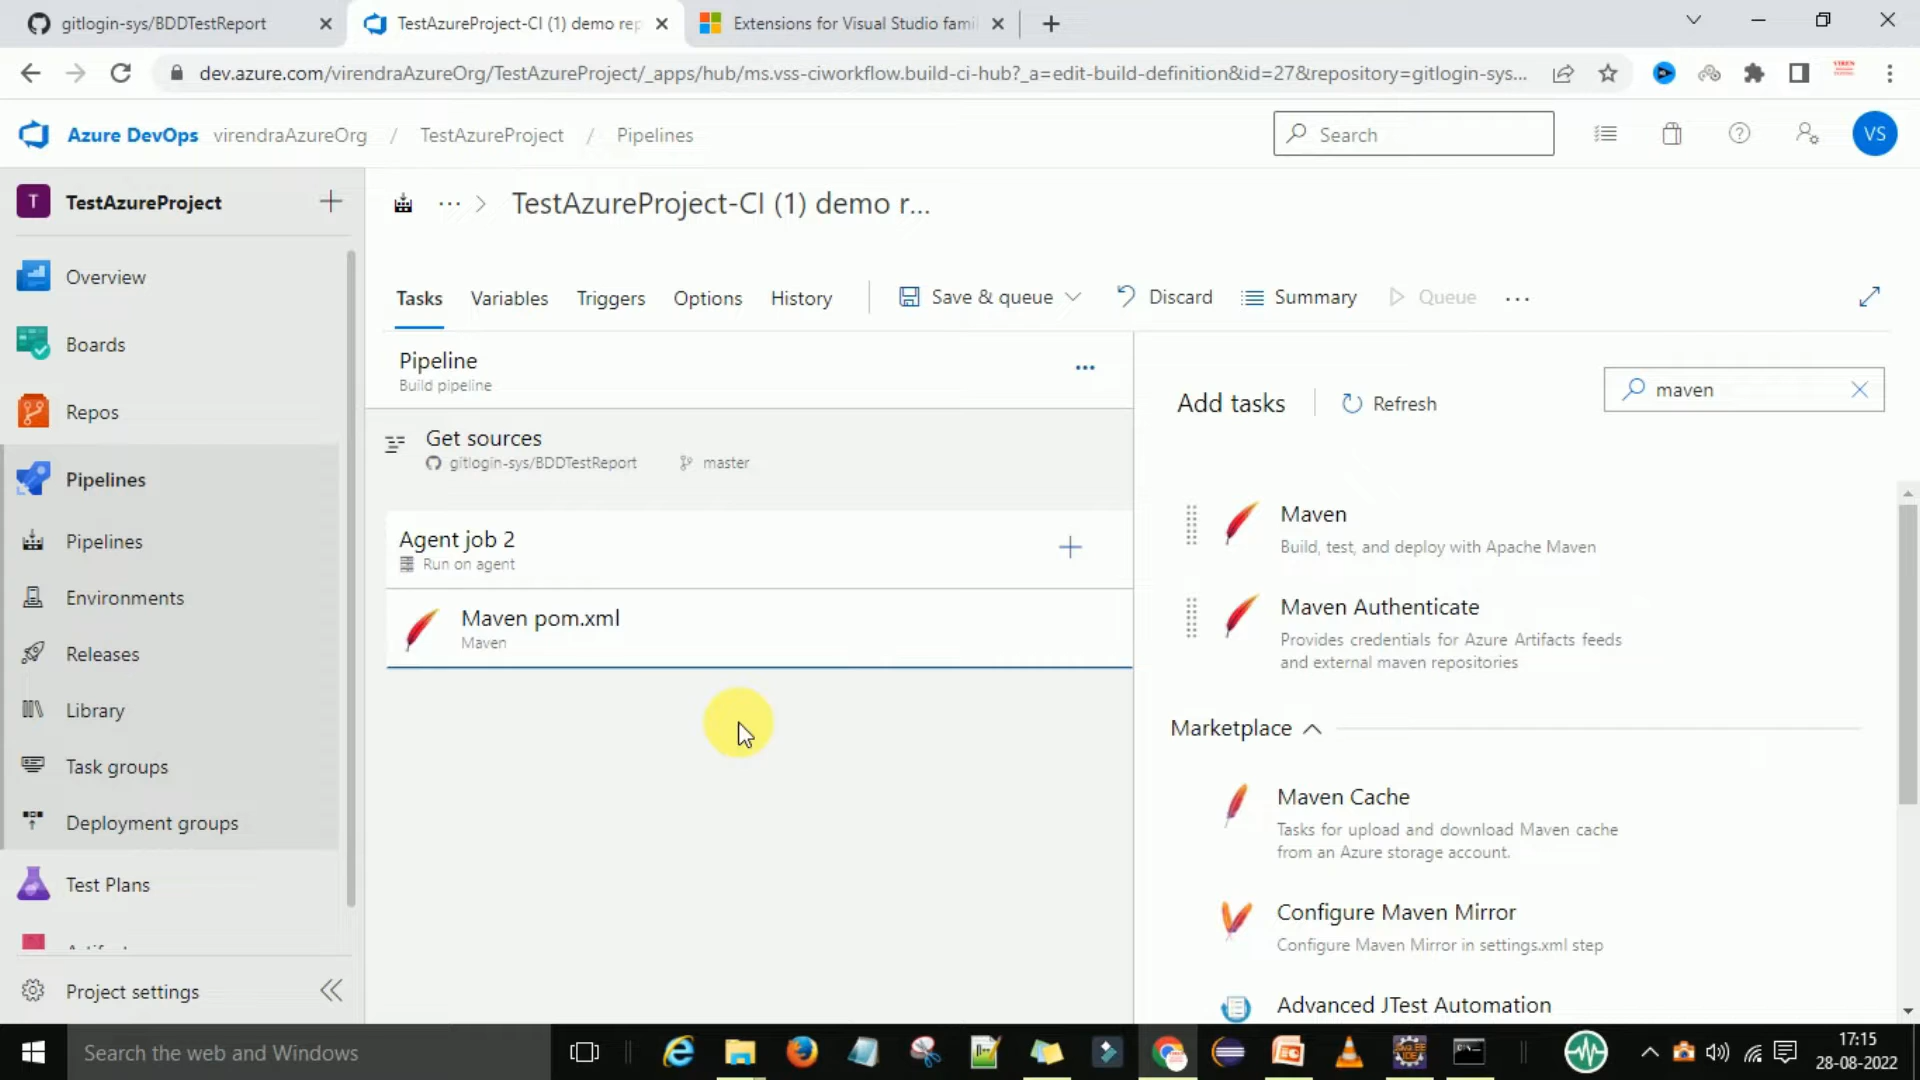 gitlogin-sys/BDDTestReport
TestAzureProject-CI (1) demo rep
Extensions for Visual Studio fami
dev.azure.com/virendraAzureOrg/TestAzureProject/_apps/hub/ms.vss-ciworkflow.build-ci-hub?_a=edit-build-definition&id=27&repository=gitlogin-sys...
Azure DevOps virendraAzureOrg / TestAzureProject / Pipelines
Search
VS
T TestAzureProject
TestAzureProject-CI (1) demo r...
Overview
Boards
Repos
Pipelines
Pipelines
Environments
Releases
Library
Task groups
Deployment groups
Test Plans
Project settings
Tasks Variables Triggers Options History
Save & queue Discard Summary Queue
Pipeline
Build pipeline
Get sources
gitlogin-sys/BDDTestReport master
Agent job 2
Run on agent
Maven pom.xml
Maven
Add tasks Refresh
maven
Maven
Build, test, and deploy with Apache Maven
Maven Authenticate
Provides credentials for Azure Artifacts feeds
and external maven repositories
Marketplace
Maven Cache
Tasks for upload and download Maven cache
from an Azure storage account.
Configure Maven Mirror
Configure Maven Mirror in settings.xml step
Advanced JTest Automation
Search the web and Windows
17:15
28-08-2022